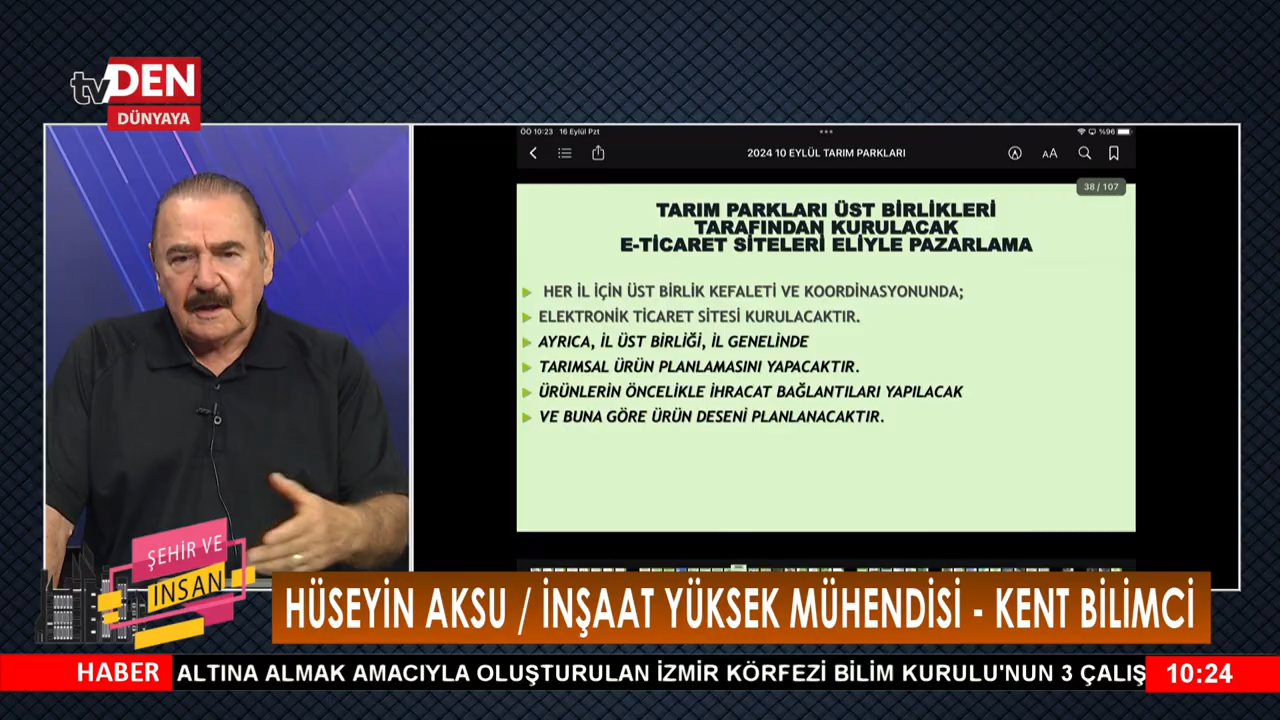 tvDEN
DÜNYAYA
ÖÖ 10:23 16 Eylül Pzt
%96
2024 10 EYLÜL TARIM PARKLARI
AA
38 / 107
TARIM PARKLARI ÜST BİRLİKLERİ
TARAFINDAN KURULACAK
E-TİCARET SİTELERİ ELİYLE PAZARLAMA
HER İL İÇİN ÜST BİRLİK KEFALETİ VE KOORDİNASYONUNDA;
ELEKTRONİK TİCARET SİTESİ KURULACAKTIR.
AYRICA, İL ÜST BİRLİĞİ, İL GENELİNDE
TARIMSAL ÜRÜN PLANLAMASINI YAPACAKTIR.
ÜRÜNLERİN ÖNCELİKLE İHRACAT BAĞLANTILARI YAPILACAK
VE BUNA GÖRE ÜRÜN DESENİ PLANLANACAKTIR.
ŞEHİR VE
İNSAN
HÜSEYİN AKSU / İNŞAAT YÜKSEK MÜHENDİSİ - KENT BİLİMCİ
HABER ALTINA ALMAK AMACIYLA OLUŞTURULAN İZMİR KÖRFEZİ BİLİM KURULU'NUN 3 ÇALIŞ 10:24